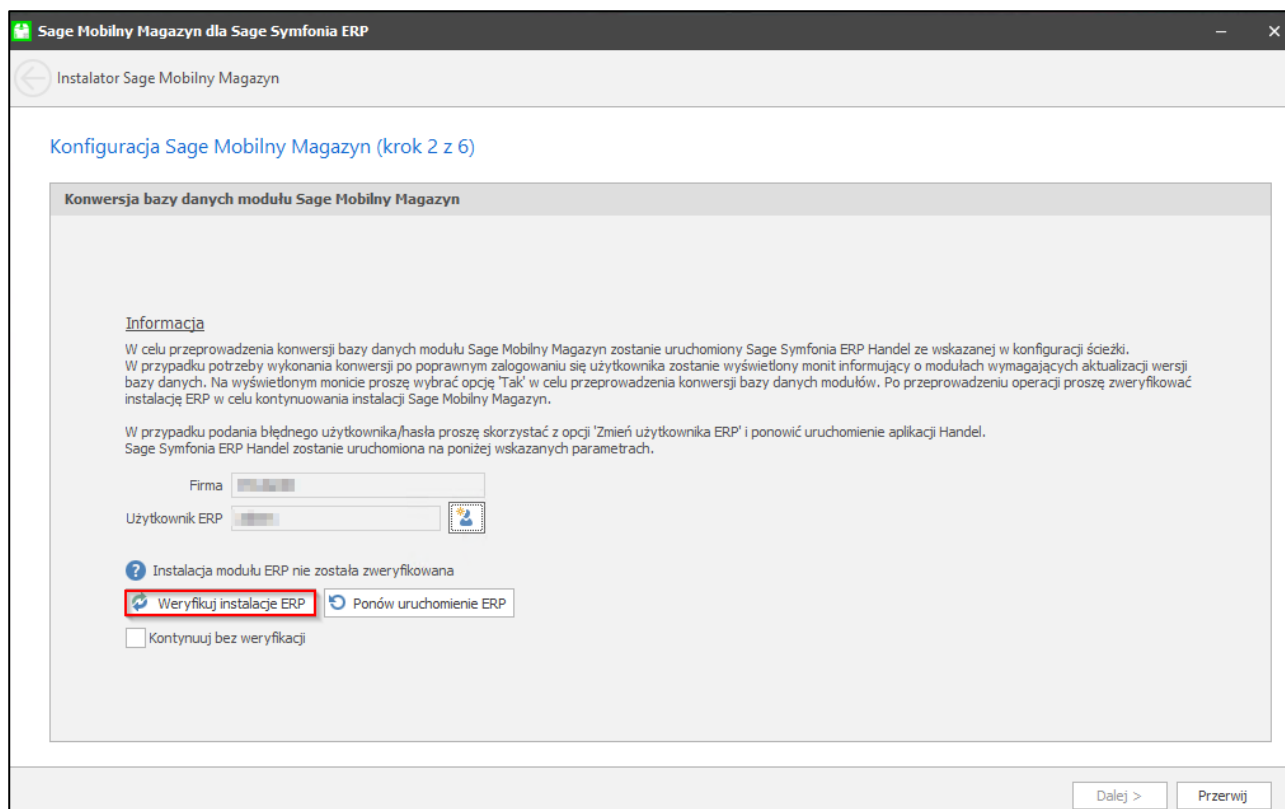 Sage Mobilny Magazyn dla Sage Symfonia ERP
Instalator Sage Mobilny Magazyn
Konfiguracja Sage Mobilny Magazyn (krok 2 z 6)
Konwersja bazy danych modułu Sage Mobilny Magazyn
Informacja
W celu przeprowadzenia konwersji bazy danych modułu Sage Mobilny Magazyn zostanie uruchomiony Sage Symfonia ERP Handel ze wskazanej w konfiguracji ścieżki.
W przypadku potrzeby wykonania konwersji po poprawnym zalogowaniu się użytkownika zostanie wyświetlony monit informujący o modułach wymagających aktualizacji wersji
bazy danych. Na wyświetlonym monicie proszę wybrać opcję 'Tak' w celu przeprowadzenia konwersji bazy danych modułów. Po przeprowadzeniu operacji proszę zweryfikować
instalację ERP w celu kontynuowania instalacji Sage Mobilny Magazyn.
W przypadku podania błędnego użytkownika/hasła proszę skorzystać z opcji 'Zmień użytkownika ERP' i ponowić uruchomienie aplikacji Handel.
Sage Symfonia ERP Handel zostanie uruchomiona na poniżej wskazanych parametrach.
Firma
Użytkownik ERP
Instalacja modułu ERP nie została zweryfikowana
Weryfikuj instalacje ERP Ponów uruchomienie ERP
Kontynuuj bez weryfikacji
Dalej > Przerwij